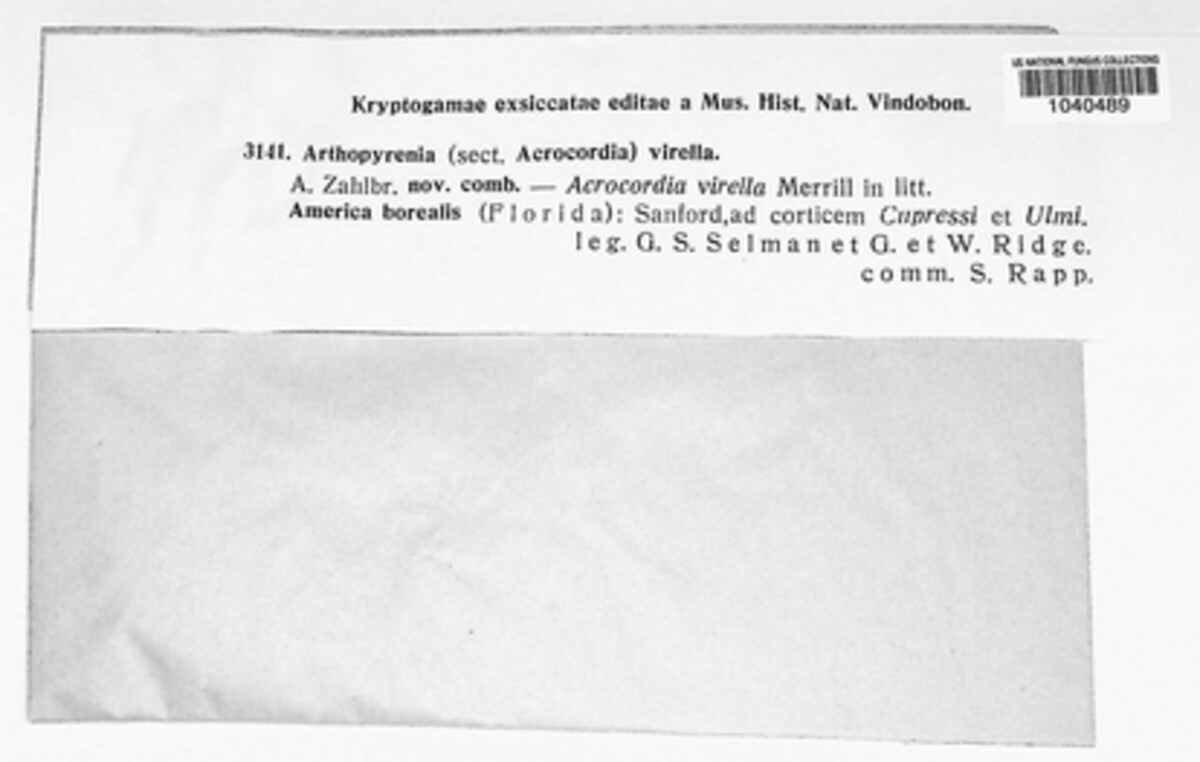 US NATIONAL FUNGUS COLLECTIONS
1040489
Kryptogamae exsiccatae editae a Mus. Hist. Nat. Vindobon.
3141. Arthopyrenia (sect. Acrocordia) virella.
A. Zahlbr. nov. comb. — Acrocordia virella Merrill in litt.
America borealis (Florida): Sanford,ad corticem Cupressi et Ulmi.
leg. G. S. Selman et G. et W. Ridge.
comm. S. Rapp.